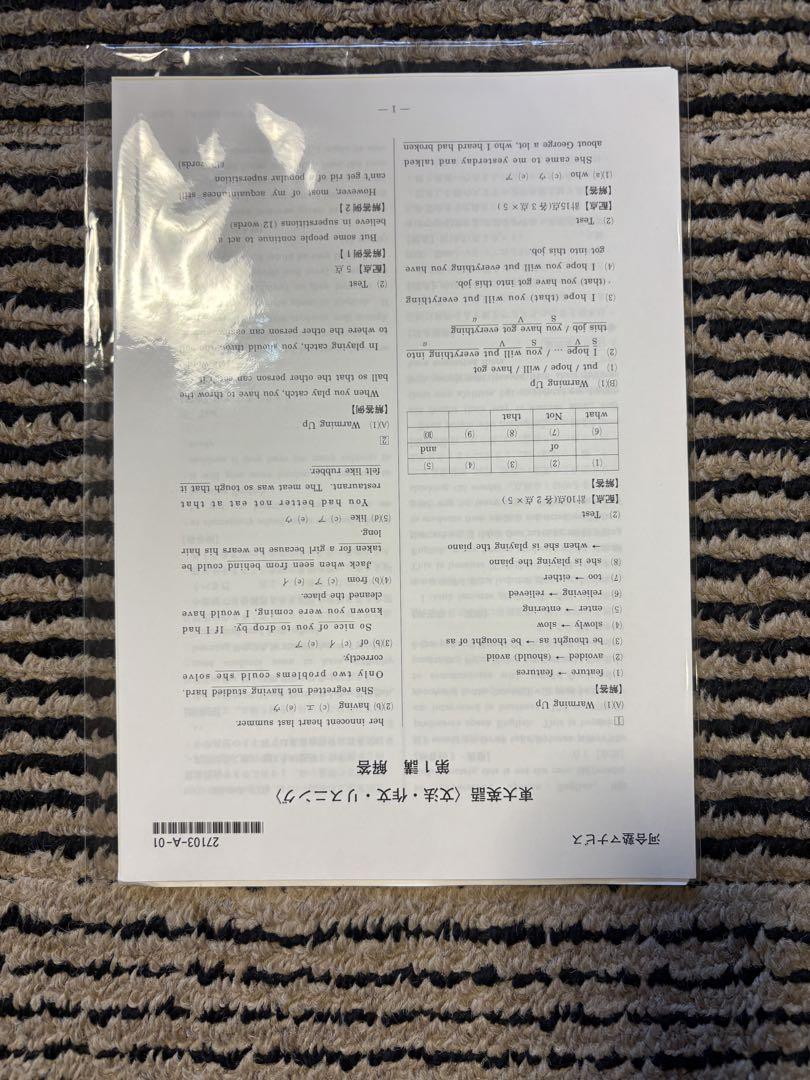 河合塾マナビス
27103-A-01
東大英語〈文法・作文・リスニング〉
第1講 解答
1
(A)(1) Warming Up
【解答】
(1) feature → features
(2) avoided → (should) avoid
(3) be thought as → be thought of as
(4) slowly → slow
(5) enter → entering
(6) relieving → relieved
(7) too → either
(8) she is playing the piano
→ when she is playing the piano
(2) Test
【配点】計10点(各2点×5)
【解答】
(1) (2) (3) (4) (5)
of and
(6) (7) (8) (9) (10)
what Not that
(B)(1) Warming Up
(1) put / hope / will / have got
(2) I hope … / you will put everything into
S V S V a
this job / you have got everything
S V a
(3) I hope (that) you will put everything
(that) you have got into this job.
(4) I hope you will put everything you have
got into this job.
(2) Test
【配点】計15点(各3点×5)
【解答】
(1)(a) who (c) ウ (e) ア
She came to me yesterday and talked
about George a lot, who I heard had broken
her innocent heart last summer.
(2)(b) having (c) エ (e) ウ
She regretted not having studied hard.
Only two problems could she solve
correctly.
(3)(b) of (c) イ (e) ア
So nice of you to drop by. If I had
known you were coming, I would have
cleaned the place.
(4)(b) from (c) ア (e) イ
Jack when seen from behind could be
taken for a girl because he wears his hair
long.
(5)(d) like (c) ア (e) ウ
You had better not eat at that
restaurant. The meat was so tough that it
felt like rubber.
2
(A)(1) Warming Up
【解答例】
When you play catch, you have to throw the
ball so that the other person can
In playing catch, you should throw
to where the other person can
(2) Test
【配点】5点
【解答例1】
But some people continue to act
believe in superstitions (12 words)
【解答例2】
However, most of my acquaintances still
can't get rid of popular superstition
words)
— 1 —